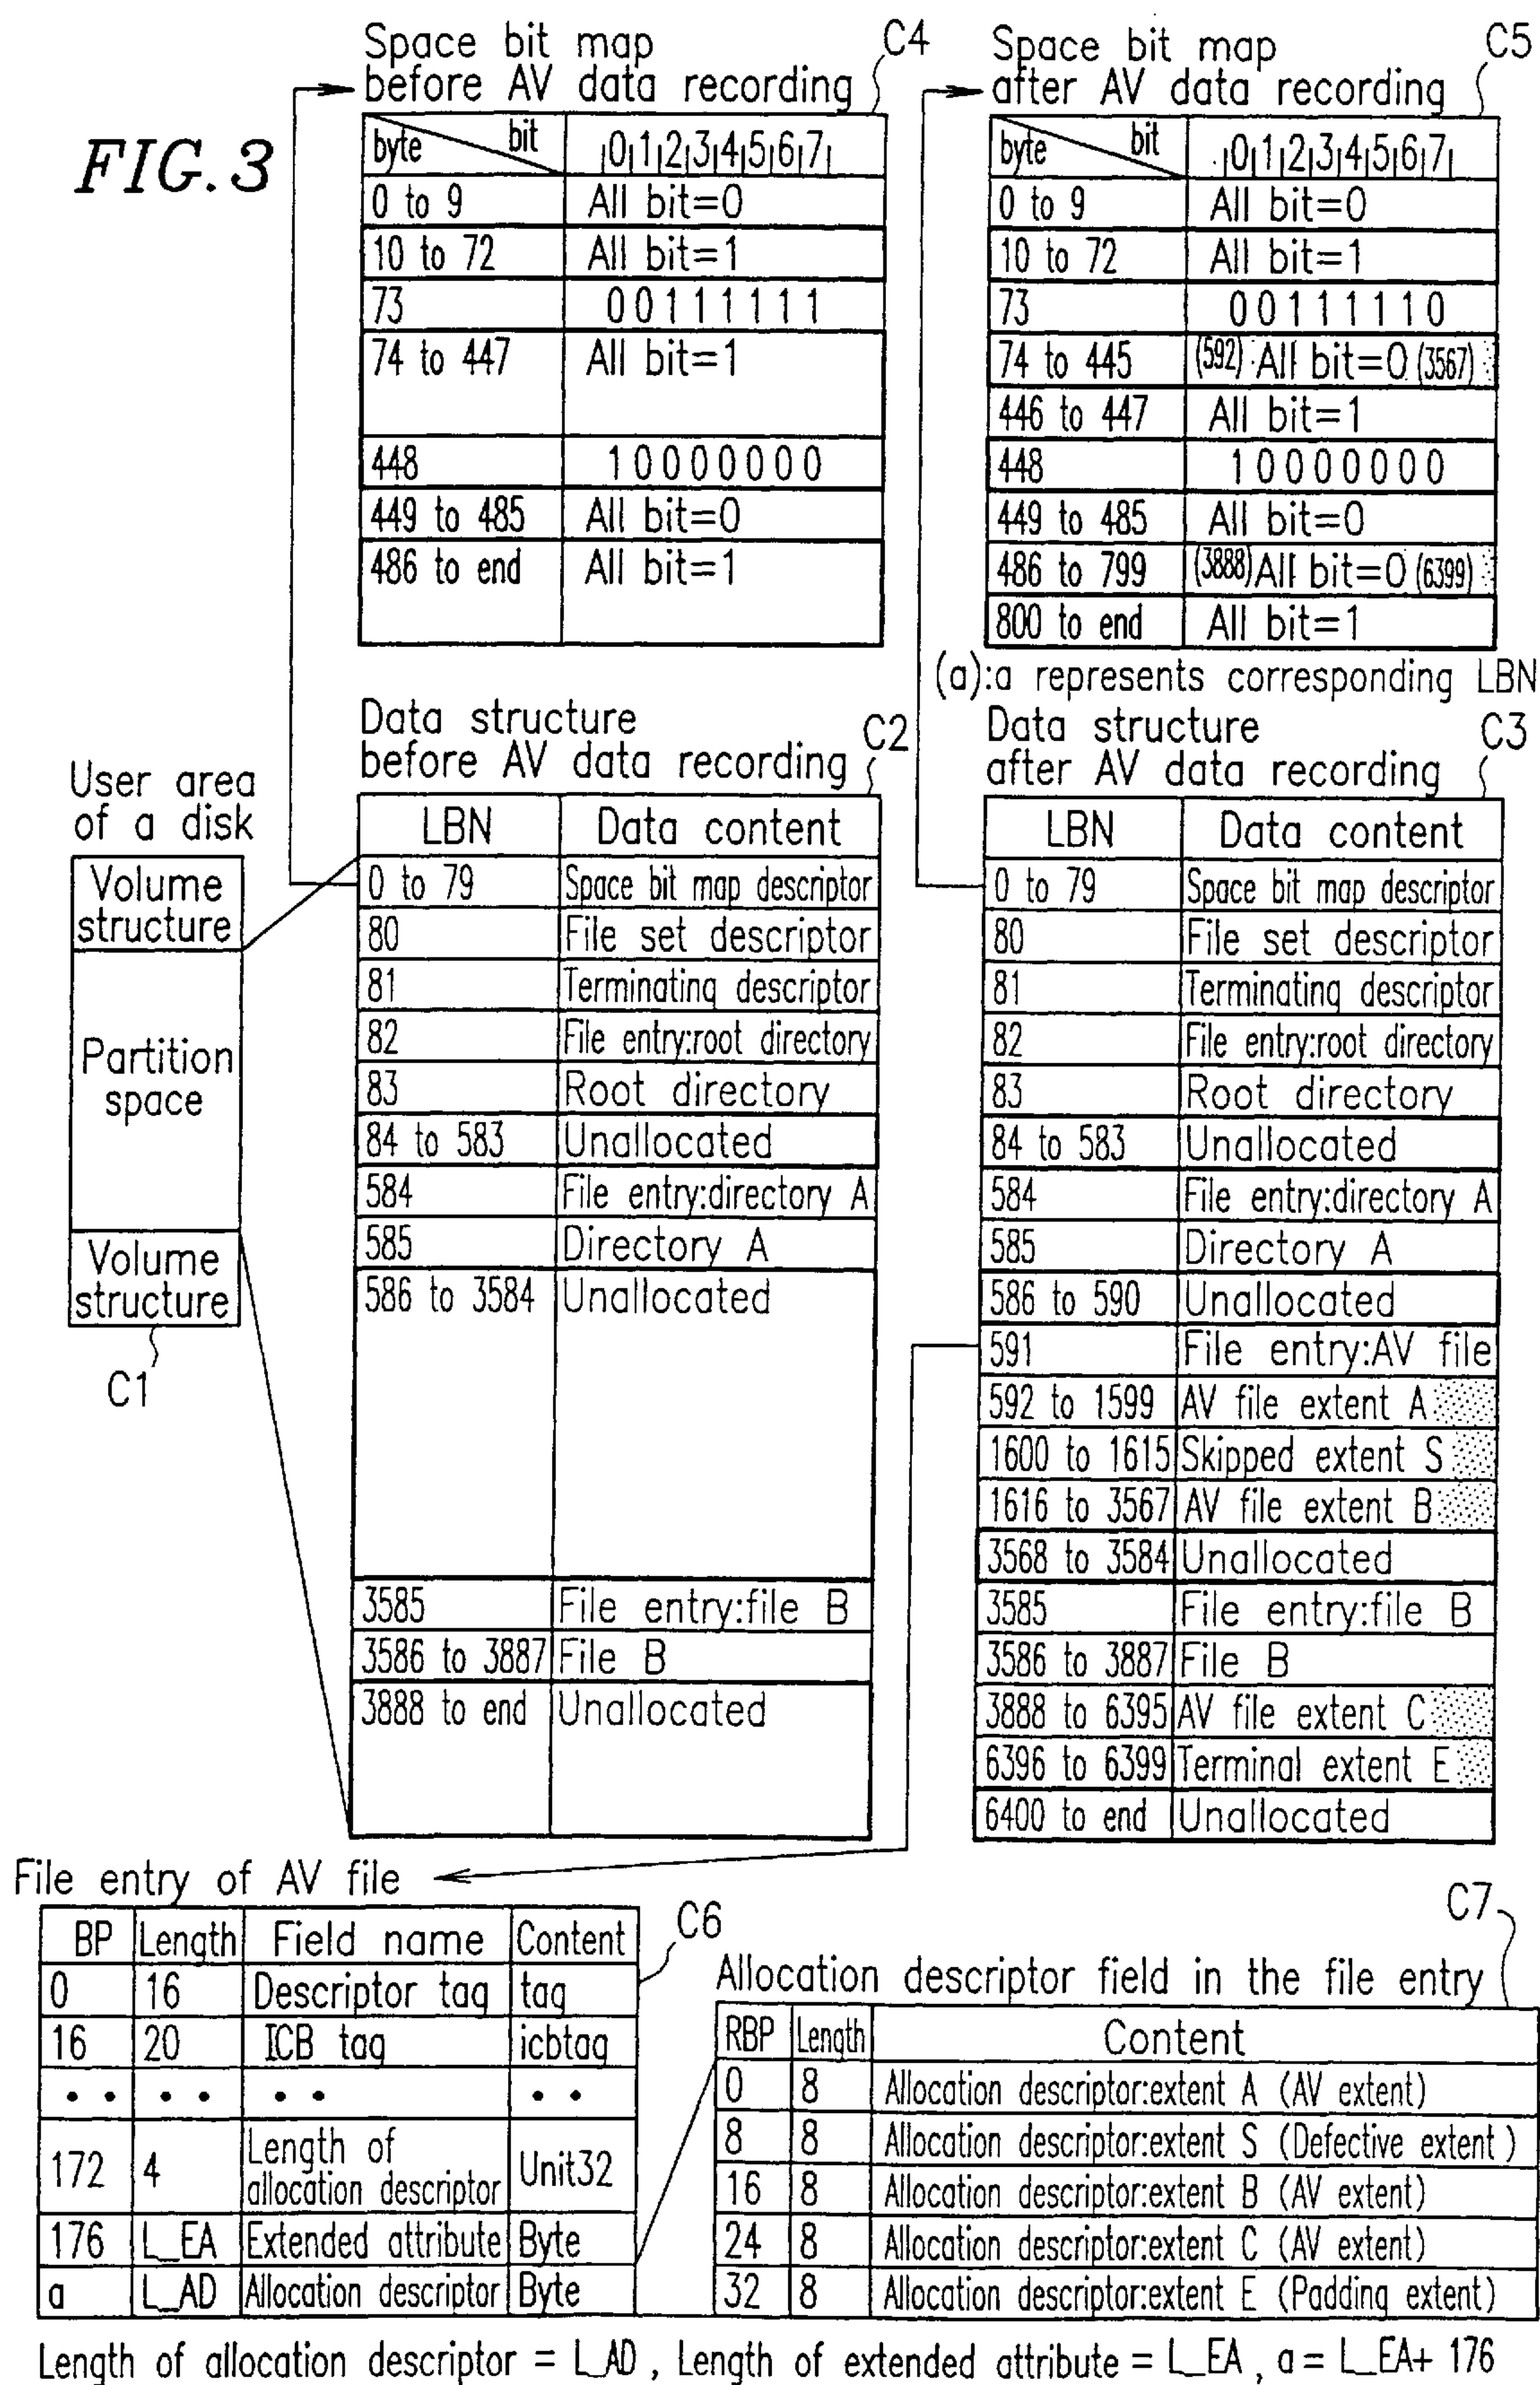 FIG. 3
Space bit map
before AV data recording
C4
byte bit 0 1 2 3 4 5 6 7
0 to 9 All bit=0
10 to 72 All bit=1
73 0 0 1 1 1 1 1 1
74 to 447 All bit=1
448 1 0 0 0 0 0 0 0
449 to 485 All bit=0
486 to end All bit=1
Space bit map
after AV data recording
C5
byte bit 0 1 2 3 4 5 6 7
0 to 9 All bit=0
10 to 72 All bit=1
73 0 0 1 1 1 1 1 0
74 to 445 (592) All bit=0 (3567)
446 to 447 All bit=1
448 1 0 0 0 0 0 0 0
449 to 485 All bit=0
486 to 799 (3888) All bit=0 (6399)
800 to end All bit=1
(a):a represents corresponding LBN
User area
of a disk
Volume
structure
Partition
space
Volume
structure
C1
Data structure
before AV data recording
C2
LBN Data content
0 to 79 Space bit map descriptor
80 File set descriptor
81 Terminating descriptor
82 File entry:root directory
83 Root directory
84 to 583 Unallocated
584 File entry:directory A
585 Directory A
586 to 3584 Unallocated
3585 File entry:file B
3586 to 3887 File B
3888 to end Unallocated
Data structure
after AV data recording
C3
LBN Data content
0 to 79 Space bit map descriptor
80 File set descriptor
81 Terminating descriptor
82 File entry:root directory
83 Root directory
84 to 583 Unallocated
584 File entry:directory A
585 Directory A
586 to 590 Unallocated
591 File entry:AV file
592 to 1599 AV file extent A
1600 to 1615 Skipped extent S
1616 to 3567 AV file extent B
3568 to 3584 Unallocated
3585 File entry:file B
3586 to 3887 File B
3888 to 6395 AV file extent C
6396 to 6399 Terminal extent E
6400 to end Unallocated
File entry of AV file
C6
BP Length Field name Content
0 16 Descriptor tag tag
16 20 ICB tag icbtag
• • • • • • • •
172 4 Length of allocation descriptor Unit32
176 L_EA Extended attribute Byte
a L_AD Allocation descriptor Byte
C7
Allocation descriptor field in the file entry
RBP Length Content
0 8 Allocation descriptor:extent A (AV extent)
8 8 Allocation descriptor:extent S (Defective extent)
16 8 Allocation descriptor:extent B (AV extent)
24 8 Allocation descriptor:extent C (AV extent)
32 8 Allocation descriptor:extent E (Padding extent)
Length of allocation descriptor = L_AD , Length of extended attribute = L_EA , a = L_EA+ 176